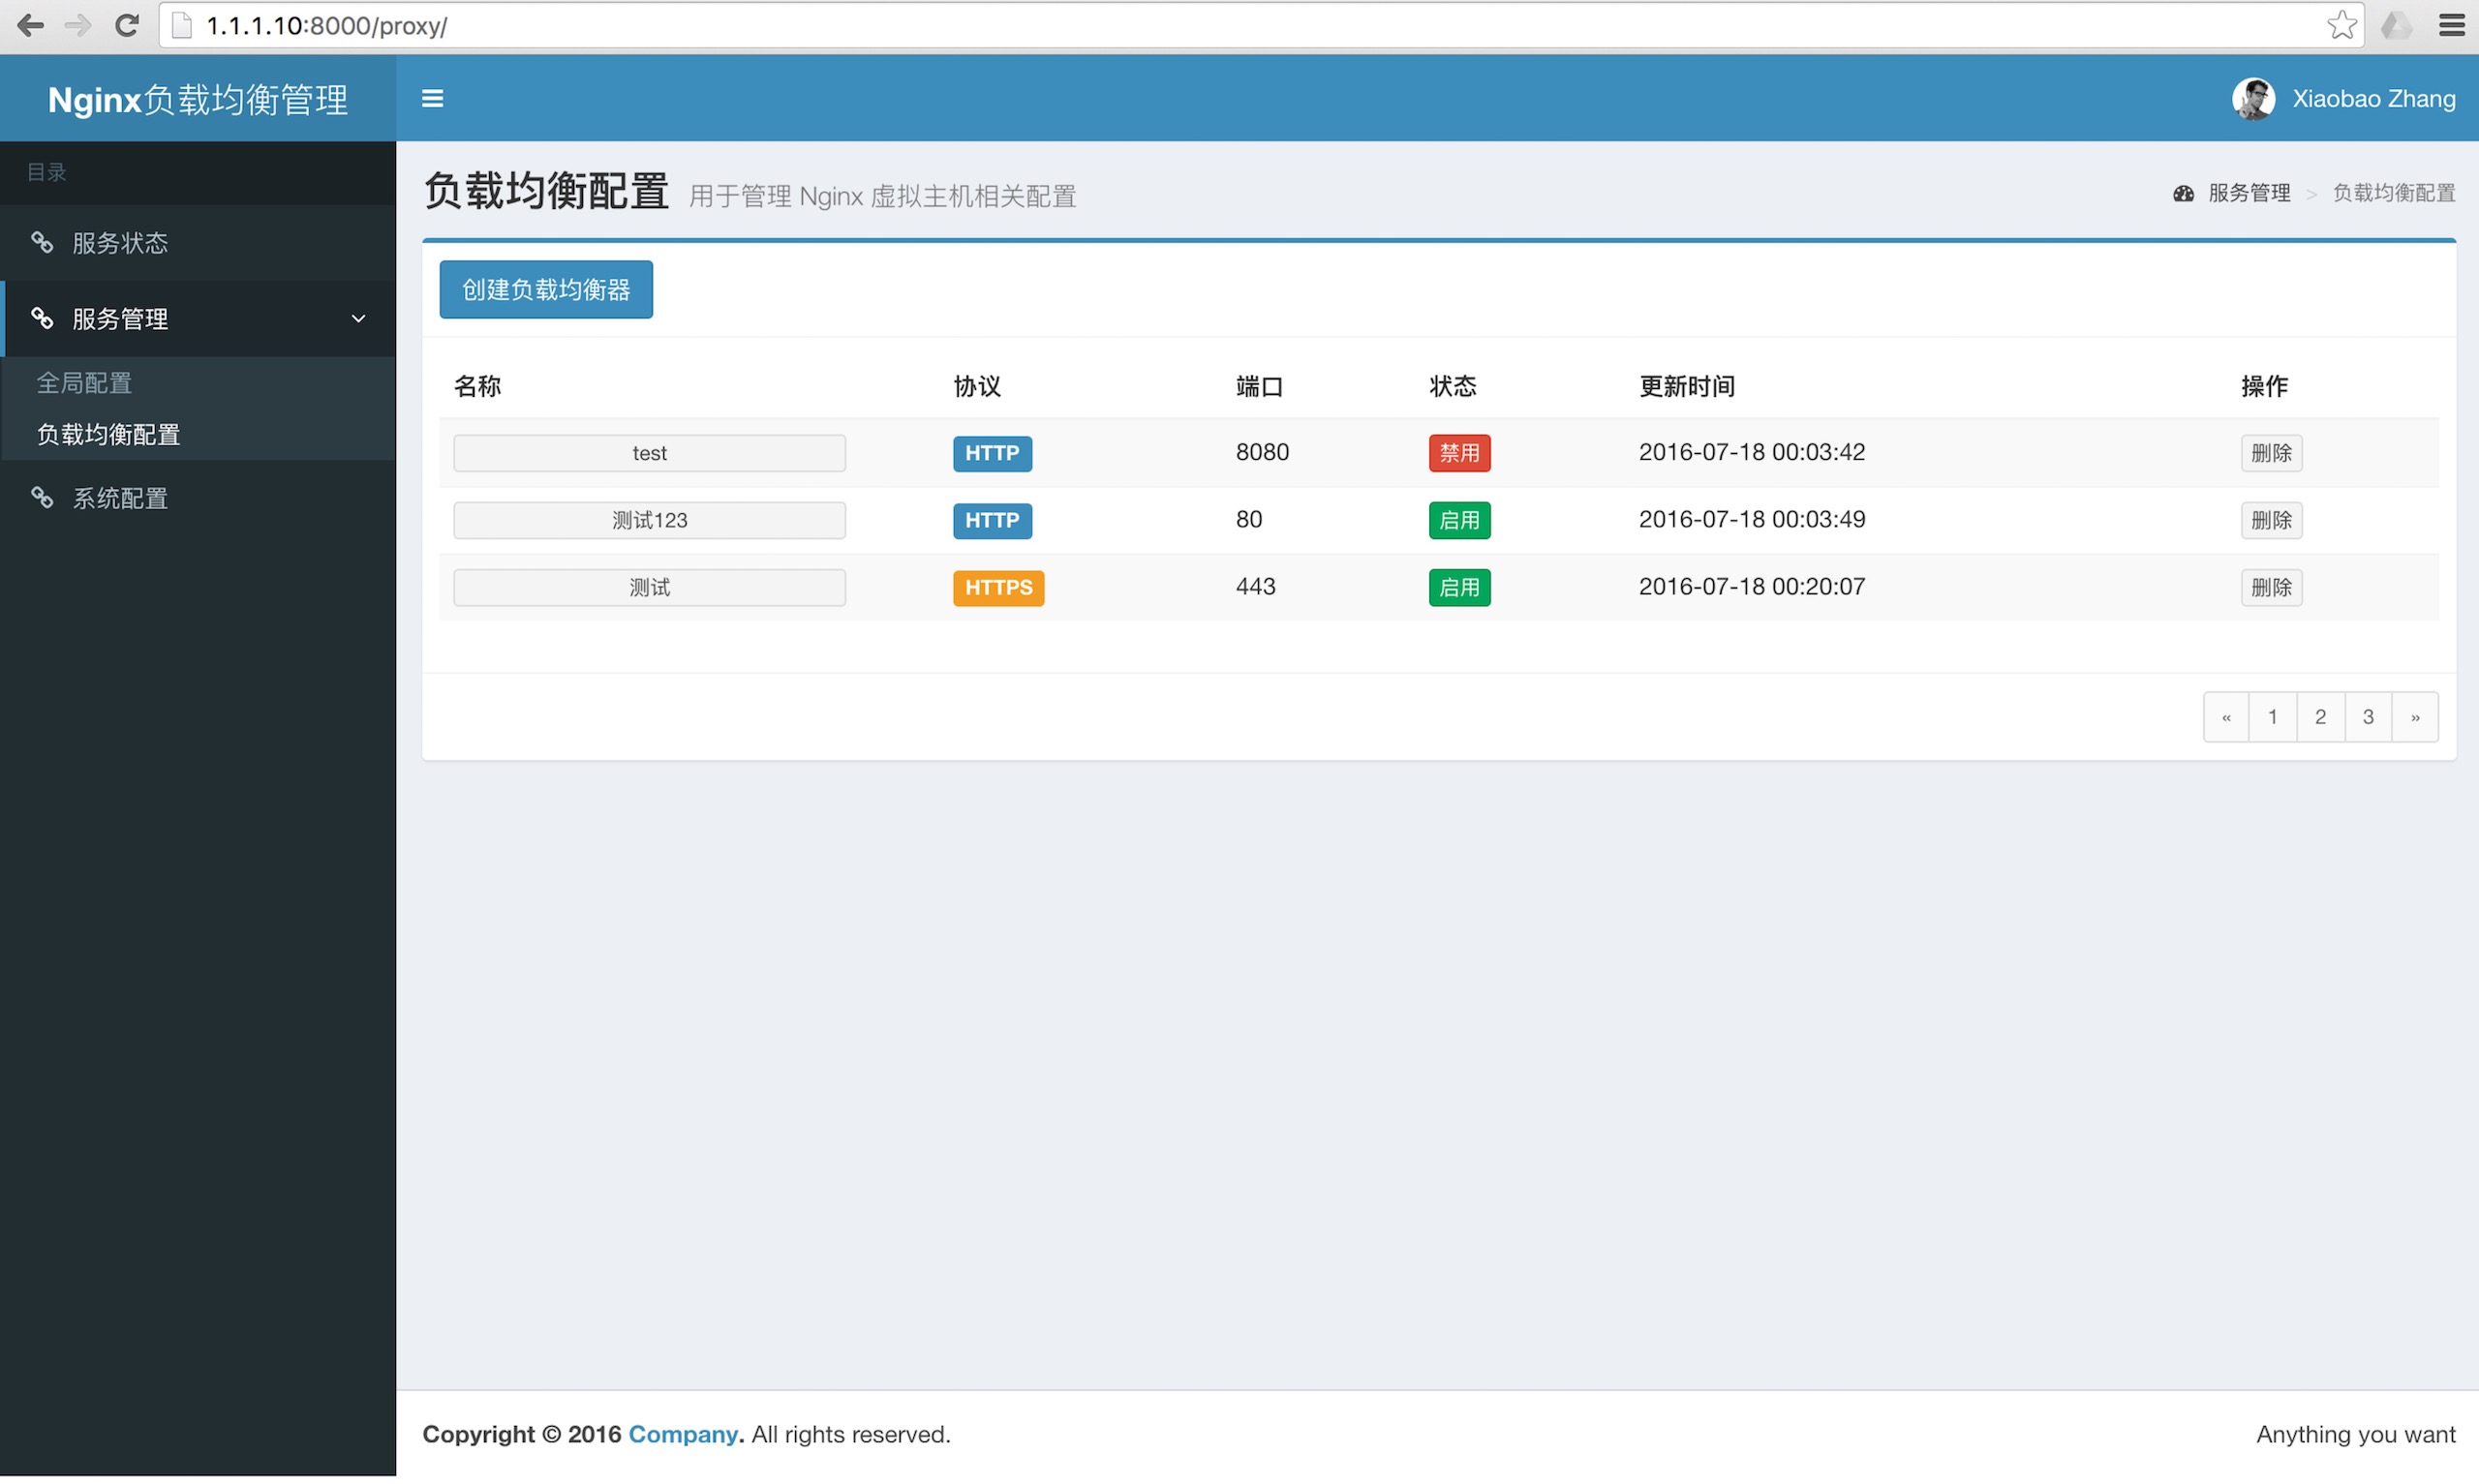 1.1.1.10:8000/proxy/
Nginx负载均衡管理
Xiaobao Zhang
目录
服务状态
服务管理
全局配置
负载均衡配置
系统配置
负载均衡配置 用于管理 Nginx 虚拟主机相关配置
服务管理 > 负载均衡配置
创建负载均衡器
名称 协议 端口 状态 更新时间 操作
test HTTP 8080 禁用 2016-07-18 00:03:42 删除
测试123 HTTP 80 启用 2016-07-18 00:03:49 删除
测试 HTTPS 443 启用 2016-07-18 00:20:07 删除
« 1 2 3 »
Copyright © 2016 Company. All rights reserved.
Anything you want